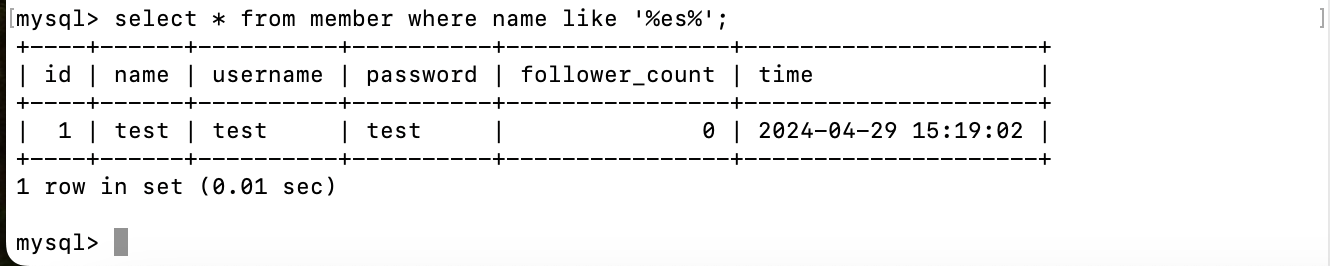 [mysql> select * from member where name like '%es%'; ]
+----+------+----------+----------+----------------+---------------------+
| id | name | username | password | follower_count | time                |
+----+------+----------+----------+----------------+---------------------+
|  1 | test | test     | test     |              0 | 2024-04-29 15:19:02 |
+----+------+----------+----------+----------------+---------------------+
1 row in set (0.01 sec)
mysql>